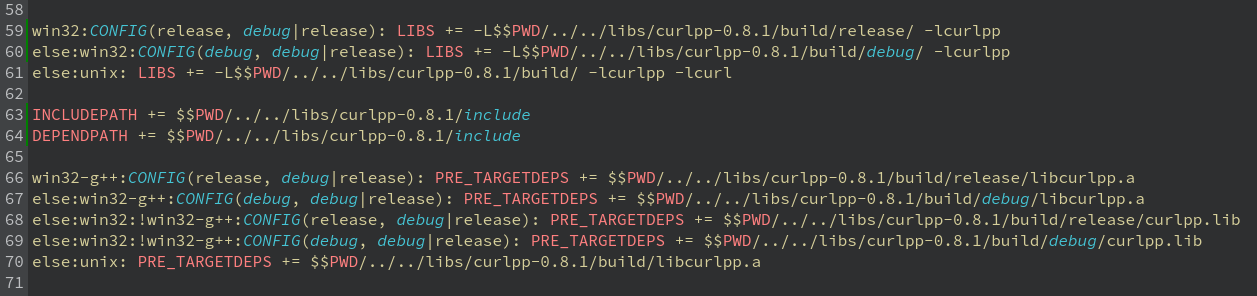 58
59 win32:CONFIG(release, debug|release): LIBS += -L$$PWD/../../libs/curlpp-0.8.1/build/release/ -lcurlpp
60 else:win32:CONFIG(debug, debug|release): LIBS += -L$$PWD/../../libs/curlpp-0.8.1/build/debug/ -lcurlpp
61 else:unix: LIBS += -L$$PWD/../../libs/curlpp-0.8.1/build/ -lcurlpp -lcurl
62
63 INCLUDEPATH += $$PWD/../../libs/curlpp-0.8.1/include
64 DEPENDPATH += $$PWD/../../libs/curlpp-0.8.1/include
65
66 win32-g++:CONFIG(release, debug|release): PRE_TARGETDEPS += $$PWD/../../libs/curlpp-0.8.1/build/release/libcurlpp.a
67 else:win32-g++:CONFIG(debug, debug|release): PRE_TARGETDEPS += $$PWD/../../libs/curlpp-0.8.1/build/debug/libcurlpp.a
68 else:win32:!win32-g++:CONFIG(release, debug|release): PRE_TARGETDEPS += $$PWD/../../libs/curlpp-0.8.1/build/release/curlpp.lib
69 else:win32:!win32-g++:CONFIG(debug, debug|release): PRE_TARGETDEPS += $$PWD/../../libs/curlpp-0.8.1/build/debug/curlpp.lib
70 else:unix: PRE_TARGETDEPS += $$PWD/../../libs/curlpp-0.8.1/build/libcurlpp.a
71